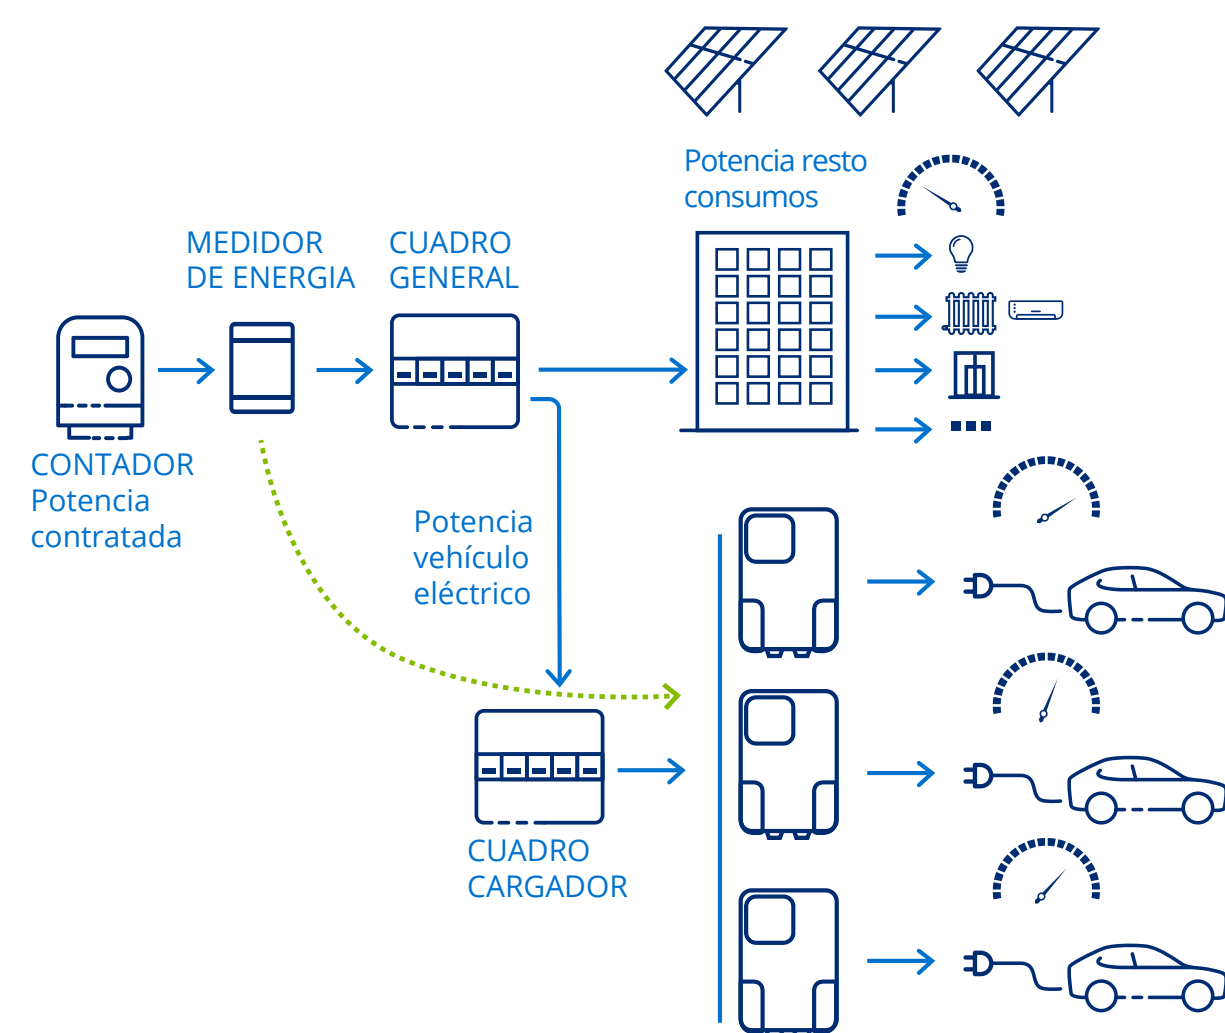 Potencia resto
consumos
MEDIDOR
DE ENERGIA
CUADRO
GENERAL
CONTADOR
Potencia
contratada
Potencia
vehículo
eléctrico
CUADRO
CARGADOR